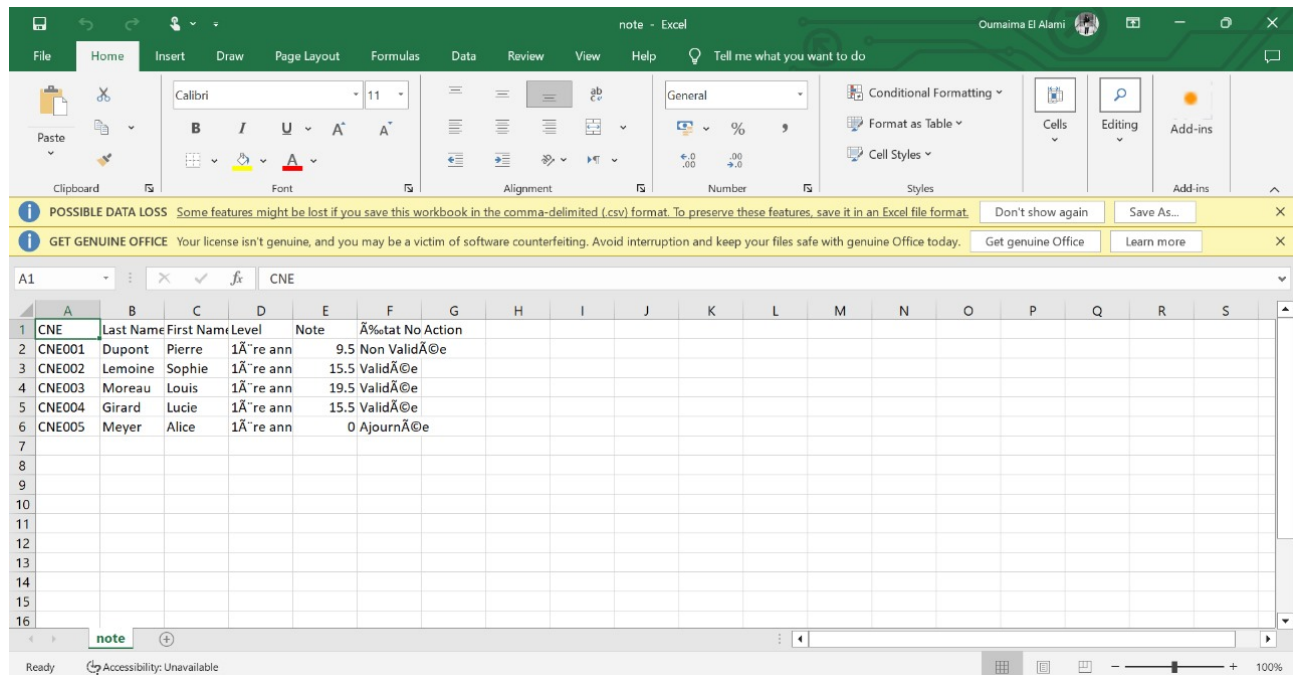 note - Excel
Oumaima El Alami
File Home Insert Draw Page Layout Formulas Data Review View Help Tell me what you want to do
Paste
Calibri 11
B I U A A
A
ab
General
% 9
.0 .00
.00 .0
Conditional Formatting
Format as Table
Cell Styles
Cells
Editing
Add-ins
Clipboard Font Alignment Number Styles Add-ins
POSSIBLE DATA LOSS Some features might be lost if you save this workbook in the comma-delimited (.csv) format. To preserve these features, save it in an Excel file format. Don't show again Save As...
GET GENUINE OFFICE Your license isn't genuine, and you may be a victim of software counterfeiting. Avoid interruption and keep your files safe with genuine Office today. Get genuine Office Learn more
A1 fx CNE
A B C D E F G H I J K L M N O P Q R S
1 CNE Last Name First Name Level Note Ã‰tat No Action
2 CNE001 Dupont Pierre 1Ã¨re ann 9.5 Non ValidÃ©e
3 CNE002 Lemoine Sophie 1Ã¨re ann 15.5 ValidÃ©e
4 CNE003 Moreau Louis 1Ã¨re ann 19.5 ValidÃ©e
5 CNE004 Girard Lucie 1Ã¨re ann 15.5 ValidÃ©e
6 CNE005 Meyer Alice 1Ã¨re ann 0 AjournÃ©e
7
8
9
10
11
12
13
14
15
16
note
Ready Accessibility: Unavailable 100%